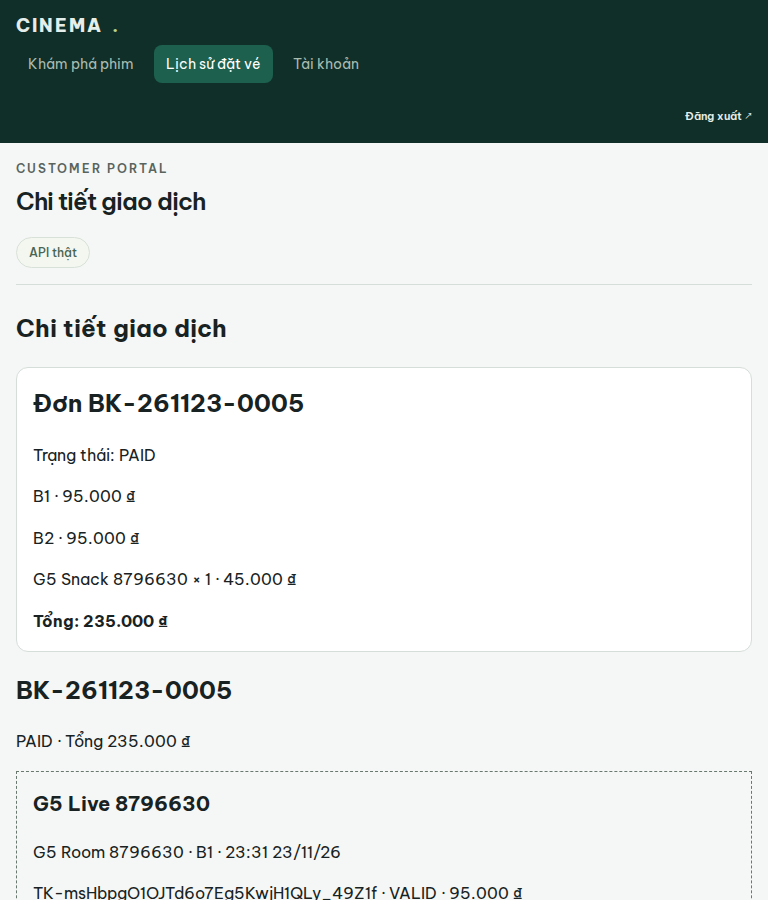 CINEMA .
Khám phá phim
Lịch sử đặt vé
Tài khoản
Đăng xuất ↗
CUSTOMER PORTAL
Chi tiết giao dịch
API thật
Chi tiết giao dịch
Đơn BK-261123-0005
Trạng thái: PAID
B1 · 95.000 ₫
B2 · 95.000 ₫
G5 Snack 8796630 × 1 · 45.000 ₫
Tổng: 235.000 ₫
BK-261123-0005
PAID · Tổng 235.000 ₫
G5 Live 8796630
G5 Room 8796630 · B1 · 23:31 23/11/26
TK-msHbpgO1OJTd6o7Eg5KwjH1QLy_49Z1f · VALID · 95.000 ₫